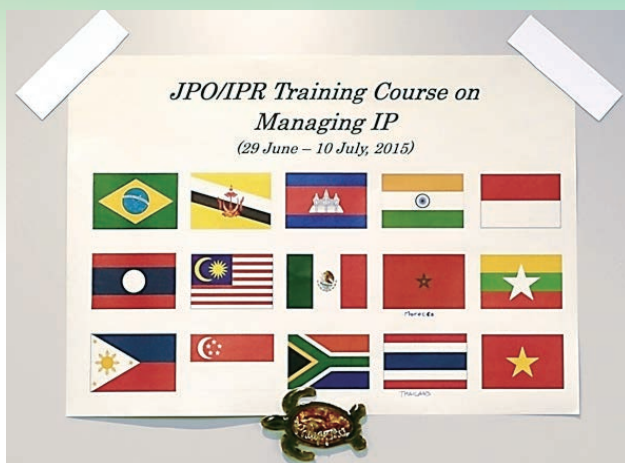 JPO/IPR Training Course on
Managing IP
(29 June – 10 July, 2015)
Morocco
THAILAND